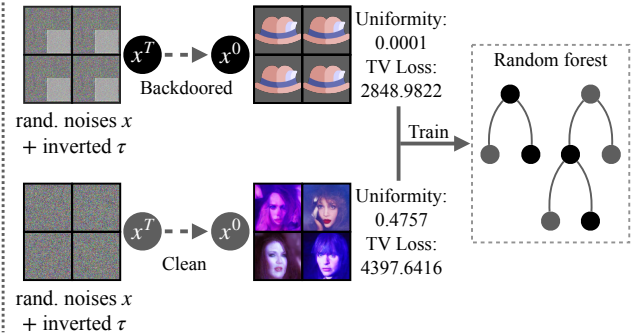 Uniformity:
0.0001
TV Loss:
2848.9822
x^T
x^0
Backdoored
rand. noises x
+ inverted τ
Random forest
Train
Uniformity:
0.4757
TV Loss:
4397.6416
x^T
x^0
Clean
rand. noises x
+ inverted τ